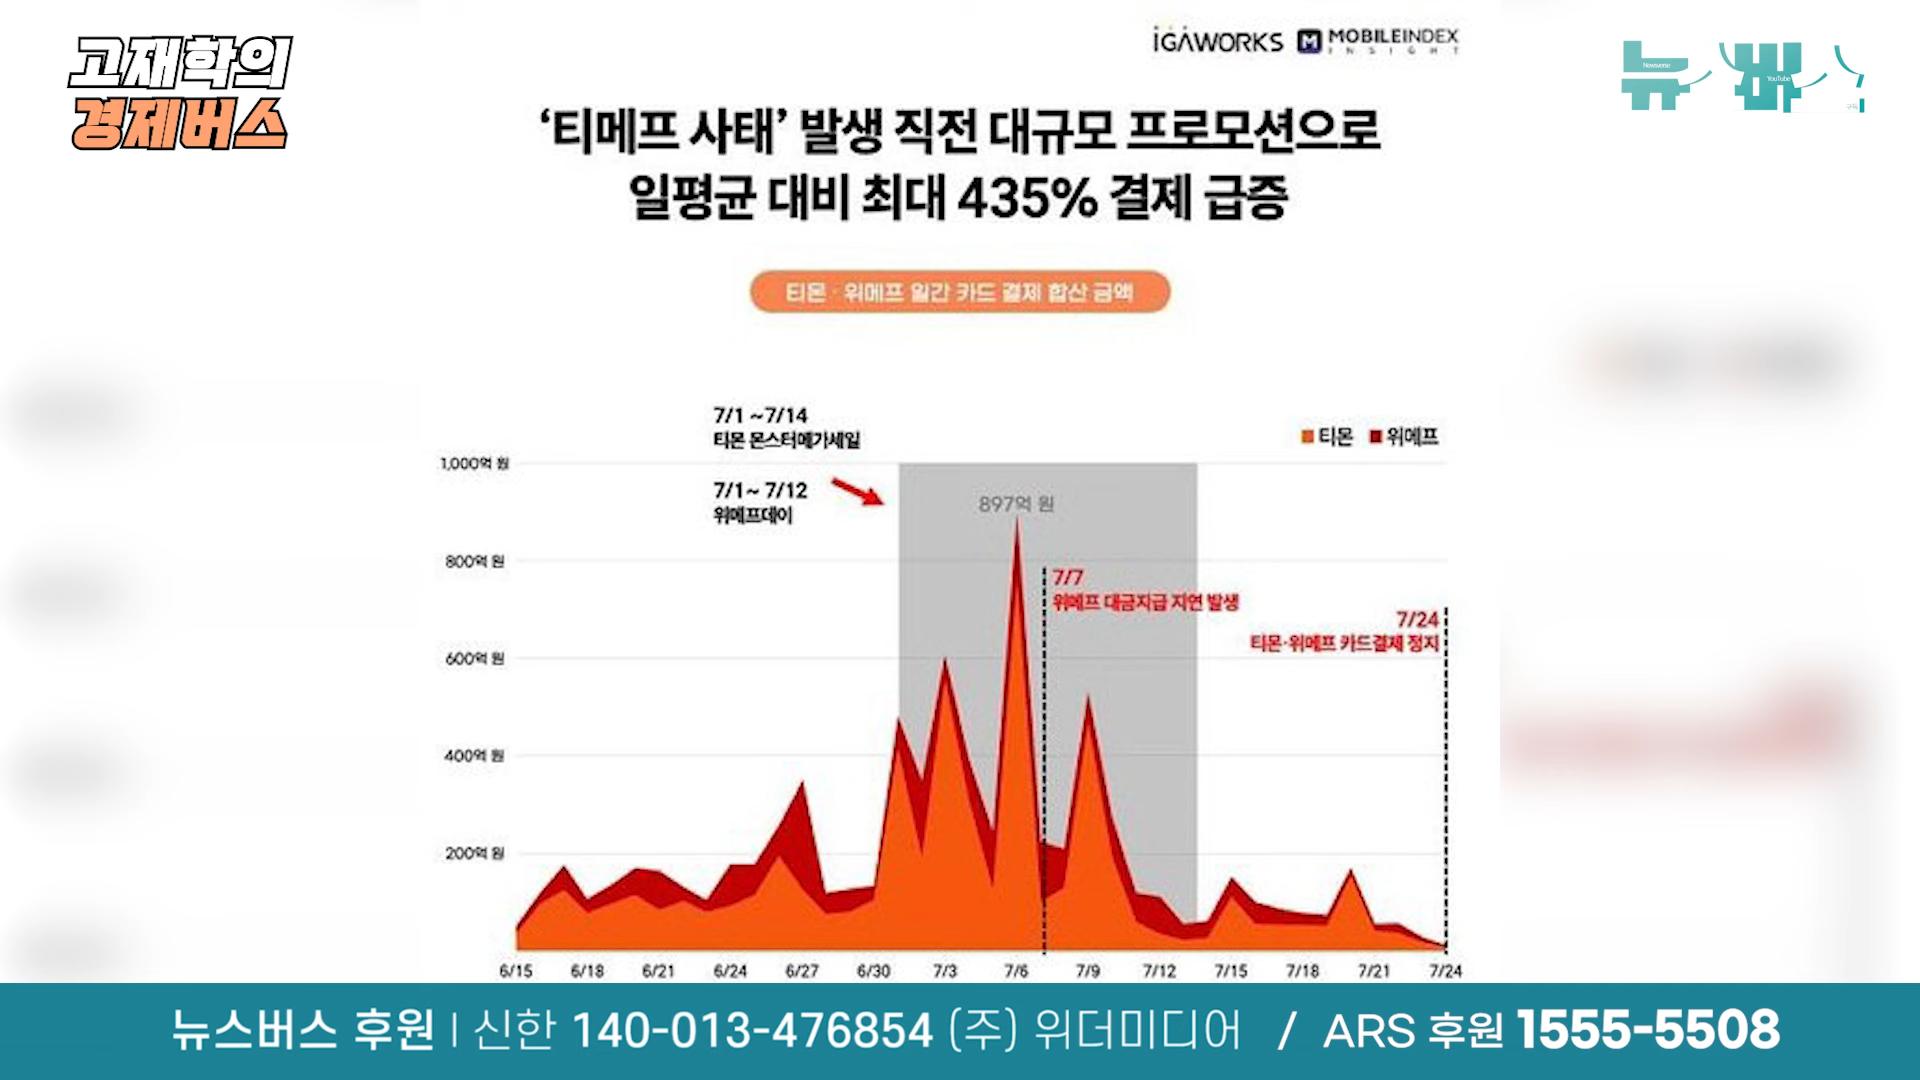 고재학의
경제버스
iGAWORKS MOBILEINDEX
INSIGHT
뉴 버
Newsverse
YouTube
구독
‘티메프 사태’ 발생 직전 대규모 프로모션으로
일평균 대비 최대 435% 결제 급증
티몬 · 위메프 일간 카드 결제 합산 금액
7/1 ~7/14
티몬 몬스터메가세일
7/1~ 7/12
위메프데이
티몬 위메프
1,000억 원
897억 원
800억 원
7/7
위메프 대금지급 지연 발생
7/24
티몬·위메프 카드결제 정지
600억 원
400억 원
200억 원
6/15 6/18 6/21 6/24 6/27 6/30 7/3 7/6 7/9 7/12 7/15 7/18 7/21 7/24
뉴스버스 후원 | 신한 140-013-476854 (주) 위더미디어 / ARS 후원 1555-5508